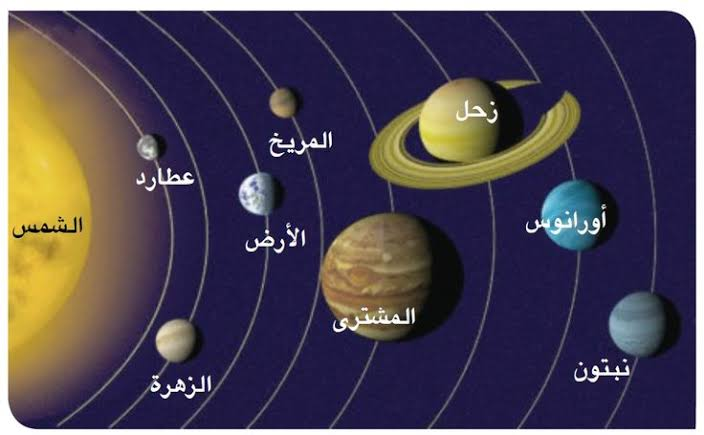 الشمس
عطارد
الزهرة
الأرض
المريخ
المشترى
زحل
أورانوس
نبتون